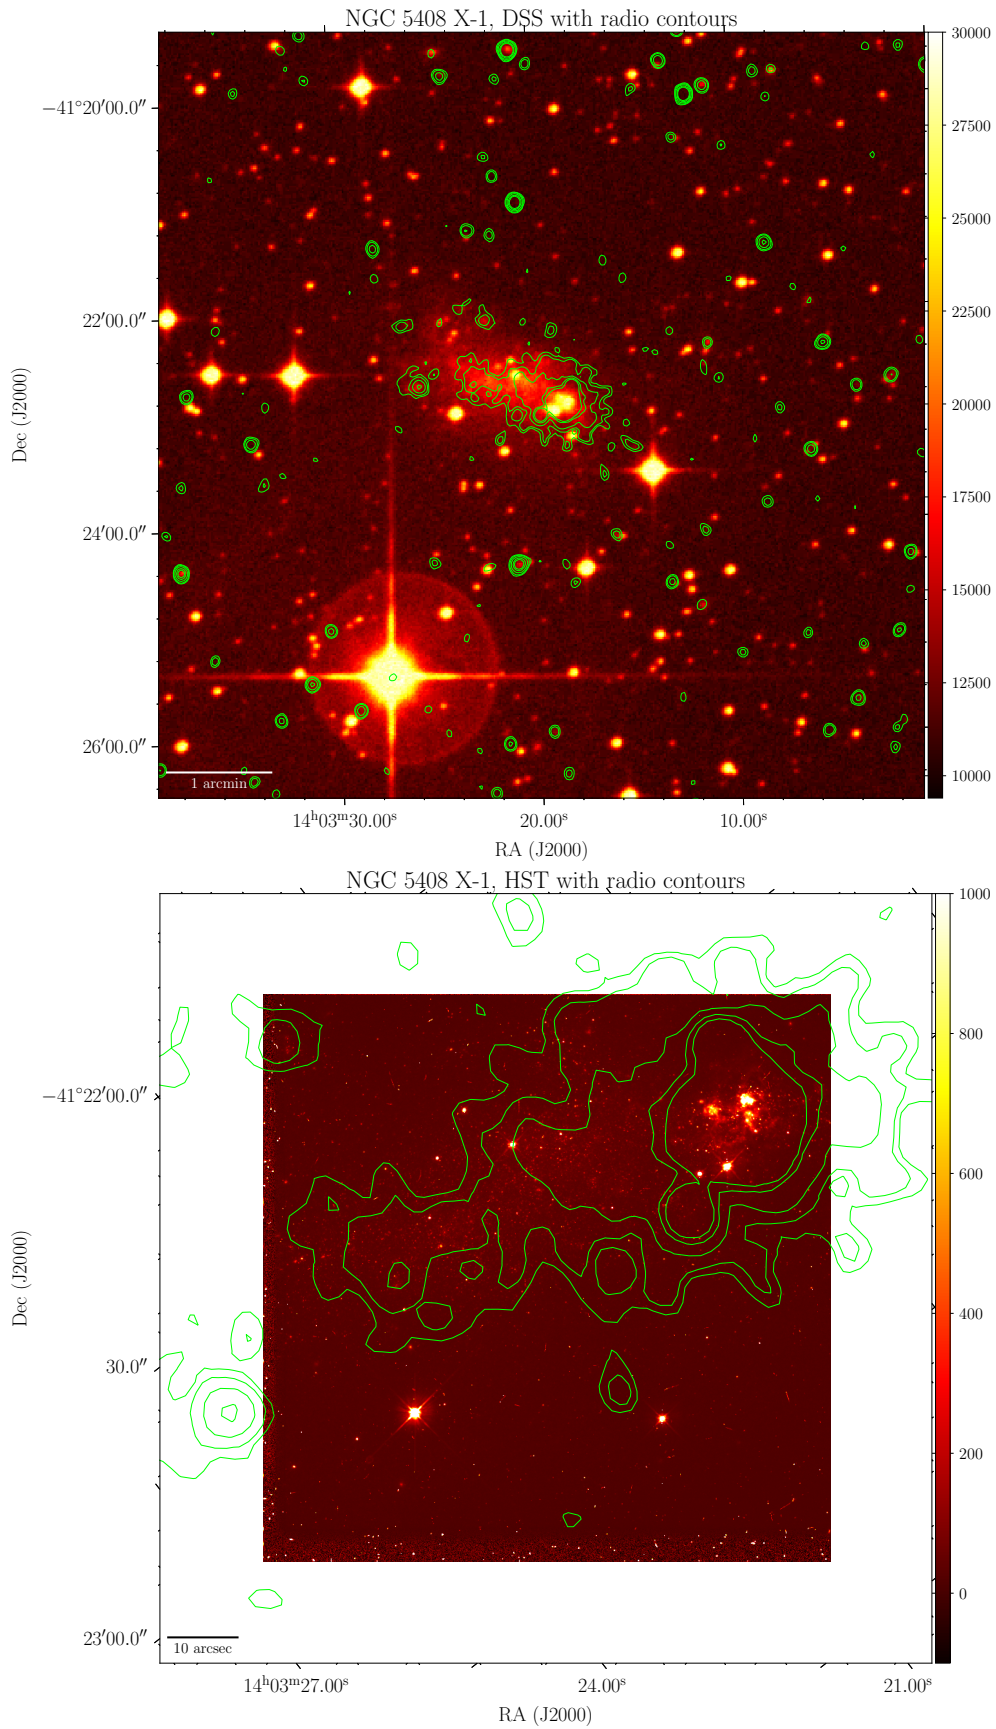 NGC 5408 X-1, DSS with radio contours
30000
−41°20′00.0″
27500
25000
22′00.0″
22500
Dec (J2000)
20000
17500
24′00.0″
15000
12500
26′00.0″
10000
1 arcmin
14ʰ03ᵐ30.00ˢ 20.00ˢ 10.00ˢ
RA (J2000)
NGC 5408 X-1, HST with radio contours
1000
800
−41°22′00.0″
600
Dec (J2000)
400
30.0″
200
0
23′00.0″
10 arcsec
14ʰ03ᵐ27.00ˢ 24.00ˢ 21.00ˢ
RA (J2000)